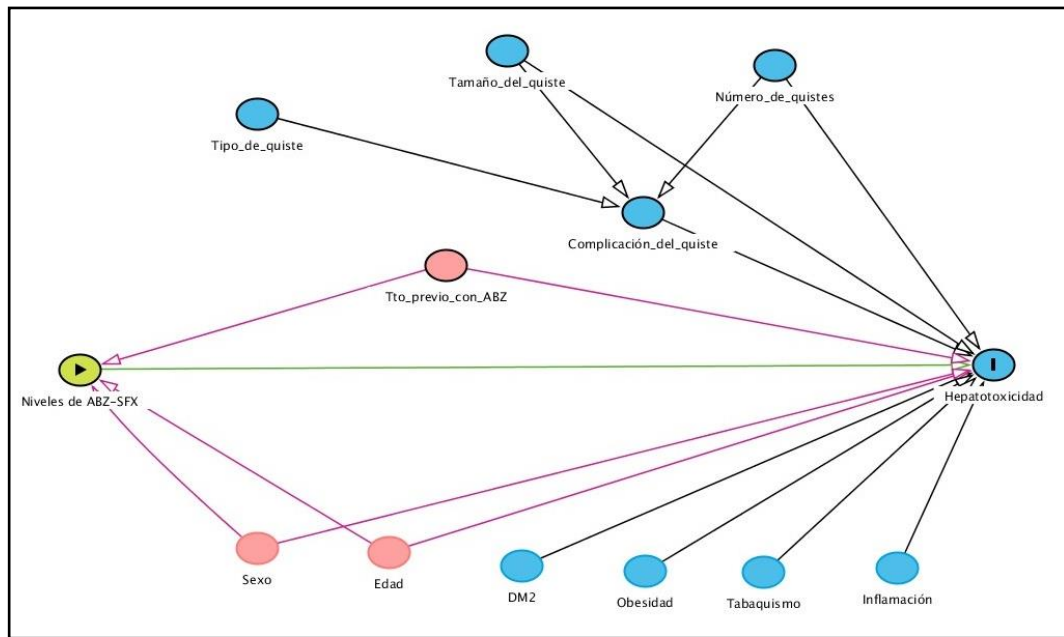 Tamaño_del_quiste
Número_de_quistes
Tipo_de_quiste
Complicación_del_quiste
Tto_previo_con_ABZ
Niveles de ABZ-SFX
Hepatotoxicidad
Sexo
Edad
DM2
Obesidad
Tabaquismo
Inflamación